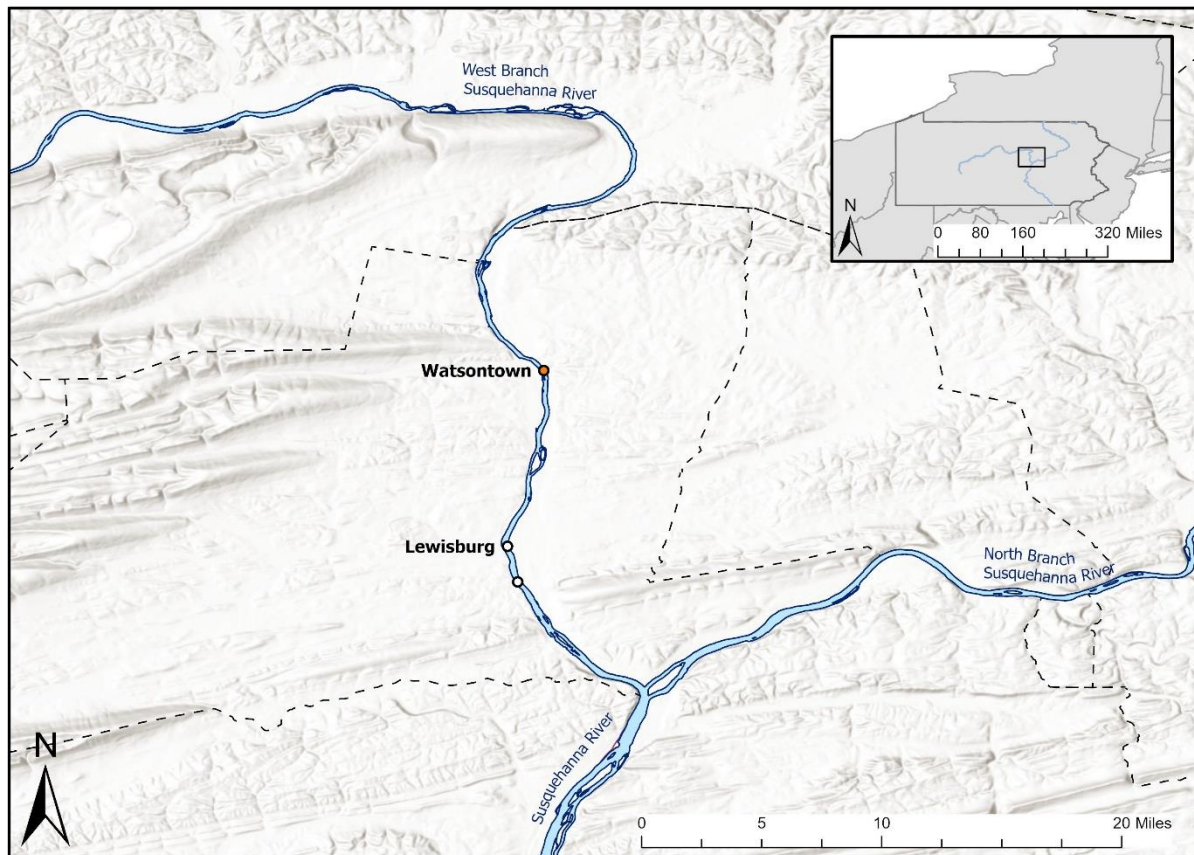 West Branch
Susquehanna River
N
0 80 160 320 Miles
Watsontown
Lewisburg
North Branch
Susquehanna River
Susquehanna River
N
0 5 10 20 Miles